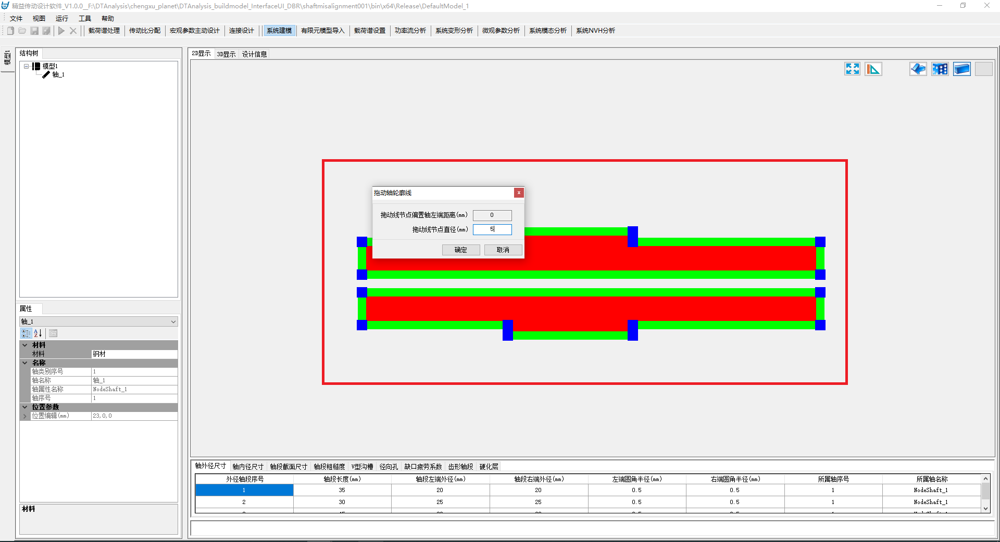 精益传动设计软件_V1.0.0__F:\DTAnalysis\chengxu_planet\DTAnalysis_buildmodel_InterfaceUI_DBR\shaftmisalignment001\bin\x64\Release\DefaultModel_1
文件 视图 运行 工具 帮助
载荷谱处理 传动比分配 宏观参数主动设计 连接设计 系统建模 有限元模型导入 载荷谱设置 功率流分析 系统变形分析 微观参数分析 系统模态分析 系统NVH分析
模型1
结构树
模型1
轴_1
2D显示 3D显示 设计信息
拖动轴轮廓线
拖动线节点偏置轴左端距离(mm) 0
拖动线节点直径(mm) 5
确定 取消
属性
轴_1
材料
材料 钢材
名称
轴类别序号 1
轴名称 轴_1
轴属性名称 NodeShaft_1
轴序号 1
位置参数
位置编辑(mm) 23,0,0
材料
轴外径尺寸 轴内径尺寸 轴段截面尺寸 轴段粗糙度 V型沟槽 径向孔 缺口疲劳系数 齿形轴段 硬化层
外径轴段序号 轴段长度(mm) 轴段左端外径(mm) 轴段右端外径(mm) 左端圆角半径(mm) 右端圆角半径(mm) 所属轴序号 所属轴名称
1 35 20 20 0.5 0.5 1 NodeShaft_1
2 30 25 25 0.5 0.5 1 NodeShaft_1